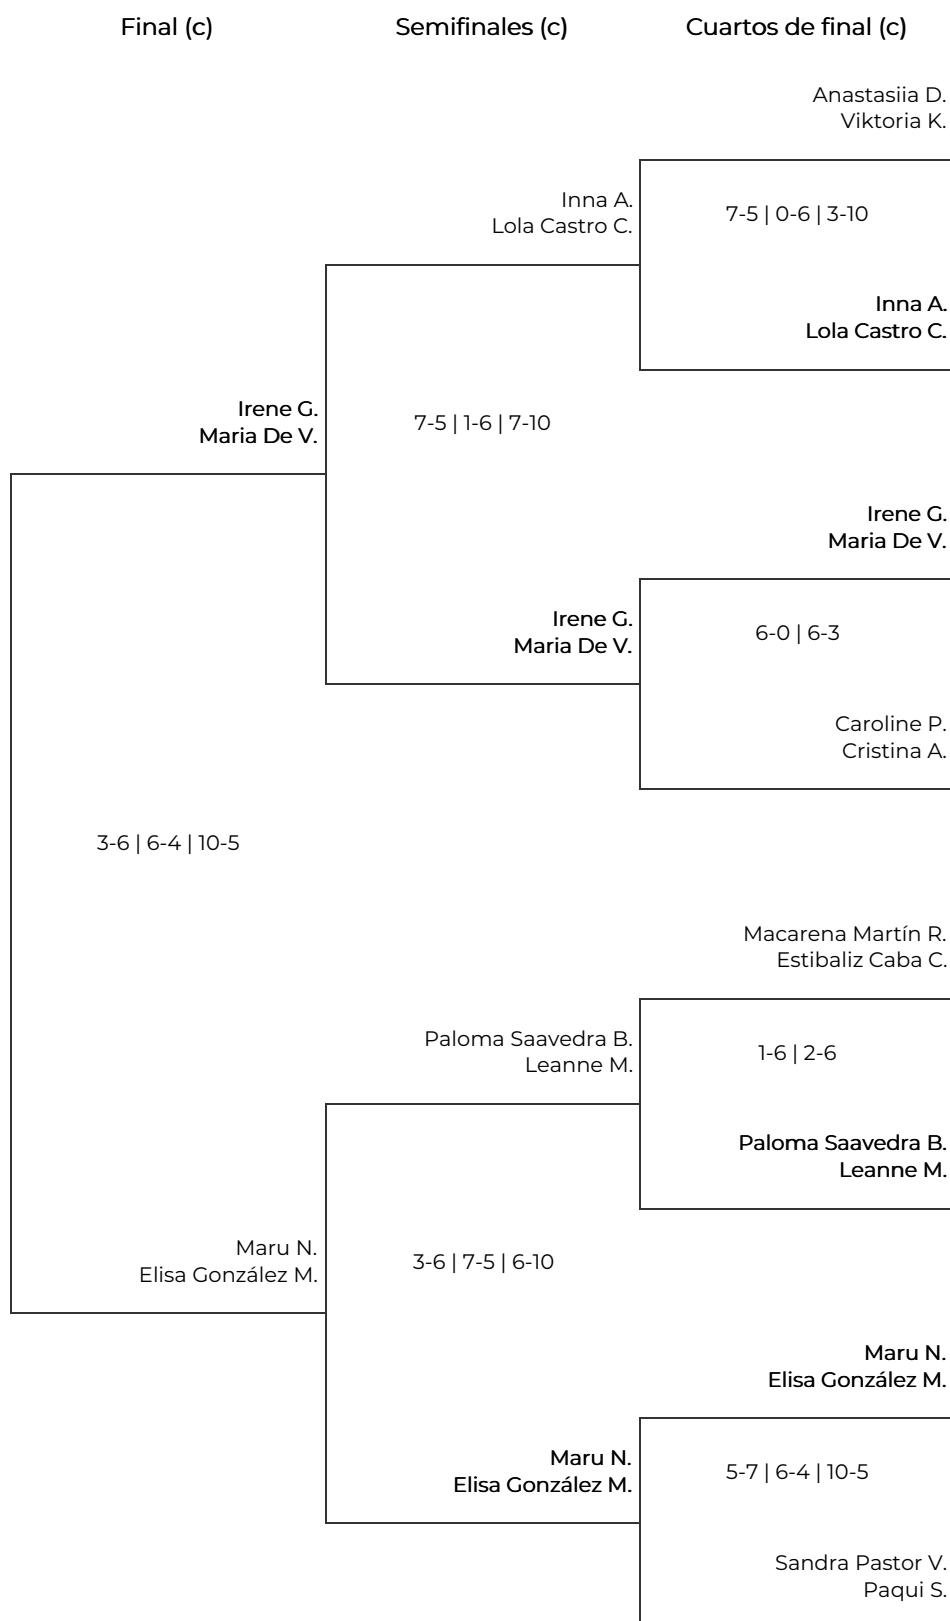 Final (c)
Semifinales (c)
Cuartos de final (c)
Anastasiia D.
Viktoria K.
Inna A.
Lola Castro C.
7-5 | 0-6 | 3-10
Inna A.
Lola Castro C.
Irene G.
Maria De V.
7-5 | 1-6 | 7-10
Irene G.
Maria De V.
Irene G.
Maria De V.
6-0 | 6-3
Caroline P.
Cristina A.
3-6 | 6-4 | 10-5
Macarena Martín R.
Estibaliz Caba C.
Paloma Saavedra B.
Leanne M.
1-6 | 2-6
Paloma Saavedra B.
Leanne M.
Maru N.
Elisa González M.
3-6 | 7-5 | 6-10
Maru N.
Elisa González M.
Maru N.
Elisa González M.
5-7 | 6-4 | 10-5
Sandra Pastor V.
Paqui S.